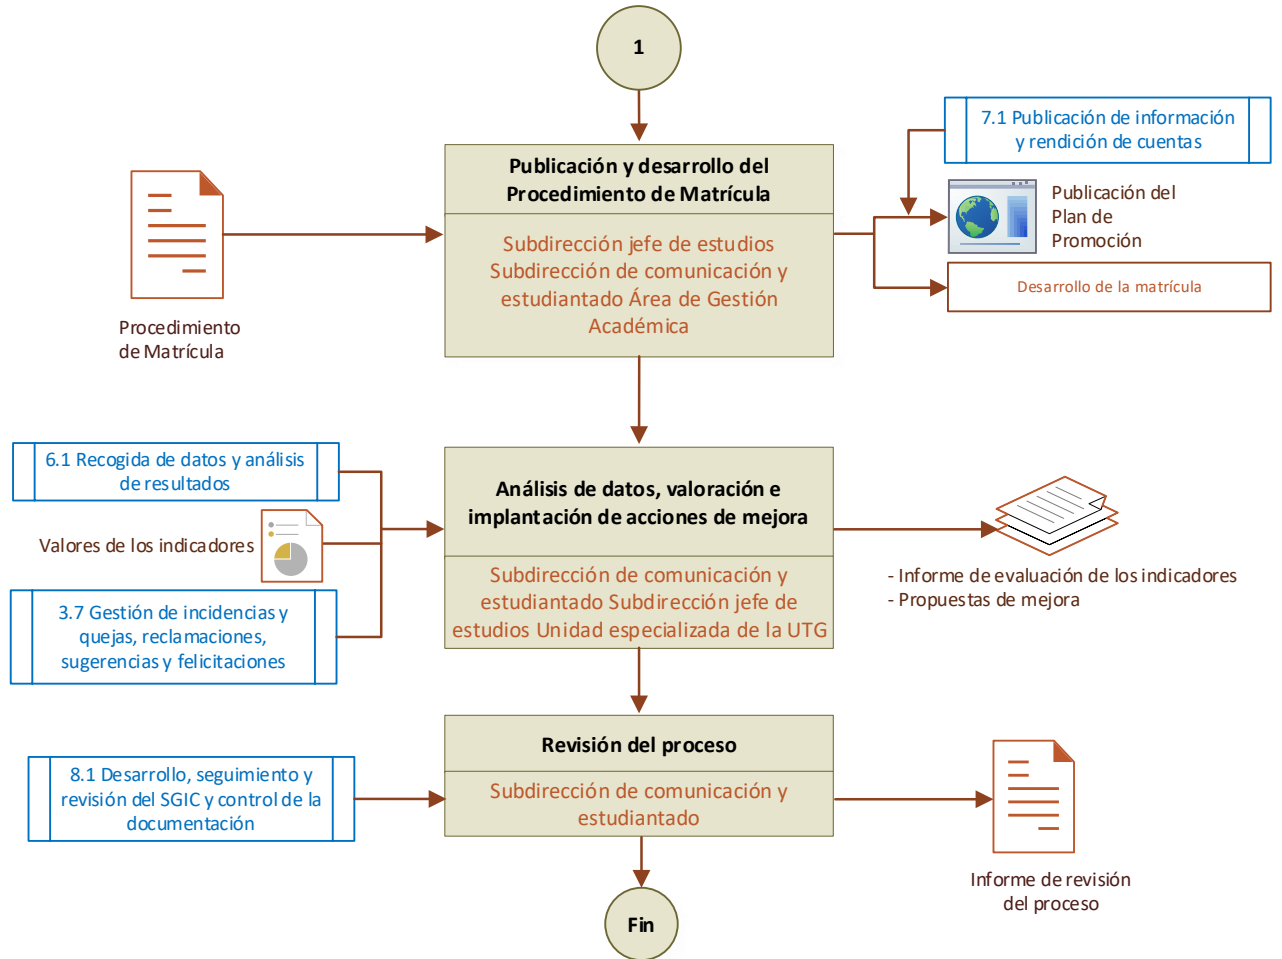 1
7.1 Publicación de información
y rendición de cuentas
Publicación y desarrollo del
Procedimiento de Matrícula
Publicación del
Plan de
Promoción
Subdirección jefe de estudios
Subdirección de comunicación y
estudiantado Área de Gestión
Académica
Desarrollo de la matrícula
Procedimiento
de Matrícula
6.1 Recogida de datos y análisis
de resultados
Valores de los indicadores
3.7 Gestión de incidencias y
quejas, reclamaciones,
sugerencias y felicitaciones
Análisis de datos, valoración e
implantación de acciones de mejora
Subdirección de comunicación y
estudiantado Subdirección jefe de
estudios Unidad especializada de la UTG
- Informe de evaluación de los indicadores
- Propuestas de mejora
Revisión del proceso
8.1 Desarrollo, seguimiento y
revisión del SGIC y control de la
documentación
Subdirección de comunicación y
estudiantado
Informe de revisión
del proceso
Fin